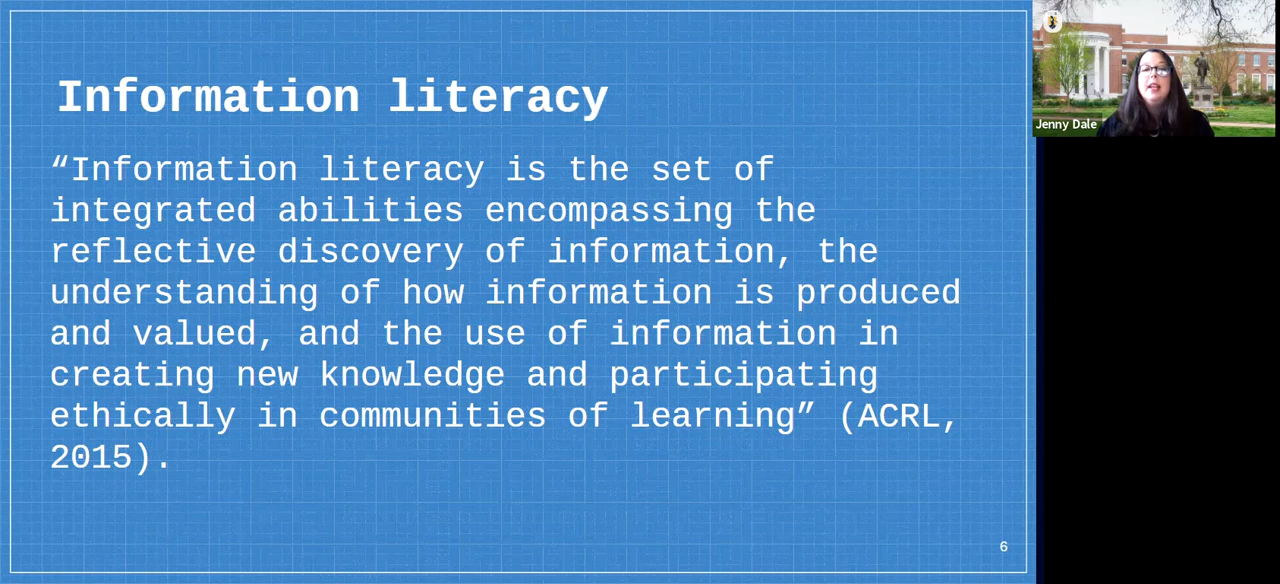 Information literacy
“Information literacy is the set of
integrated abilities encompassing the
reflective discovery of information, the
understanding of how information is produced
and valued, and the use of information in
creating new knowledge and participating
ethically in communities of learning” (ACRL,
2015).
6
Jenny Dale